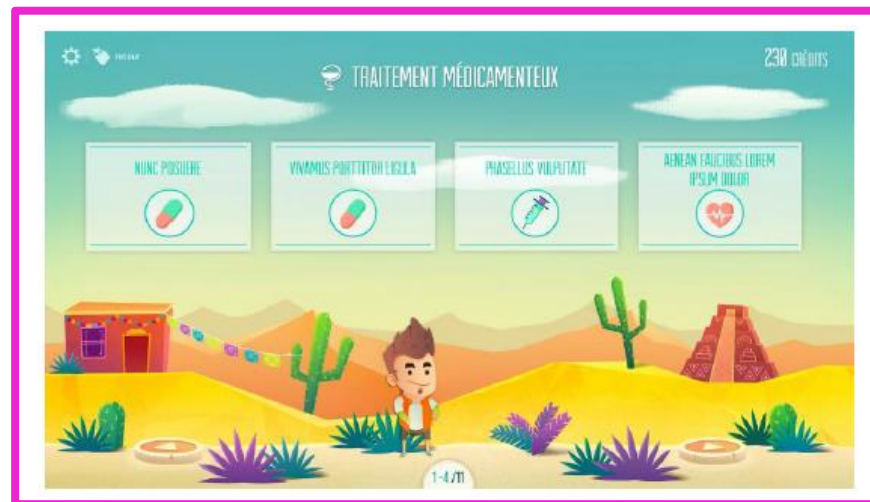 RETOUR
TRAITEMENT MÉDICAMENTEUX
230 CRÉDITS
NUNC POSUERE
VIVAMUS PORTTITOR LIGULA
PHASELLUS VULPUTATE
AENEAN FAUCIBUS LOREM
IPSUM DOLOR
1-4/11